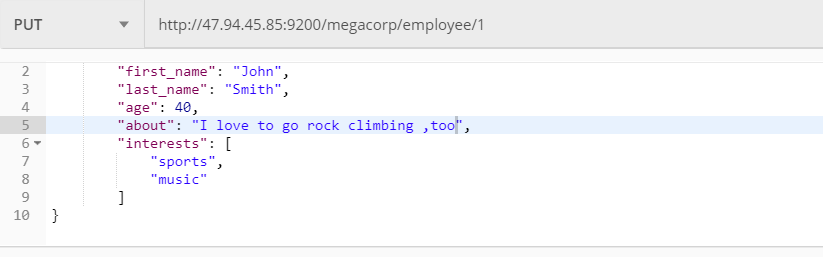 PUT http://47.94.45.85:9200/megacorp/employee/1
2 "first_name": "John",
3 "last_name": "Smith",
4 "age": 40,
5 "about": "I love to go rock climbing ,too",
6 "interests": [
7 "sports",
8 "music"
9 ]
10 }